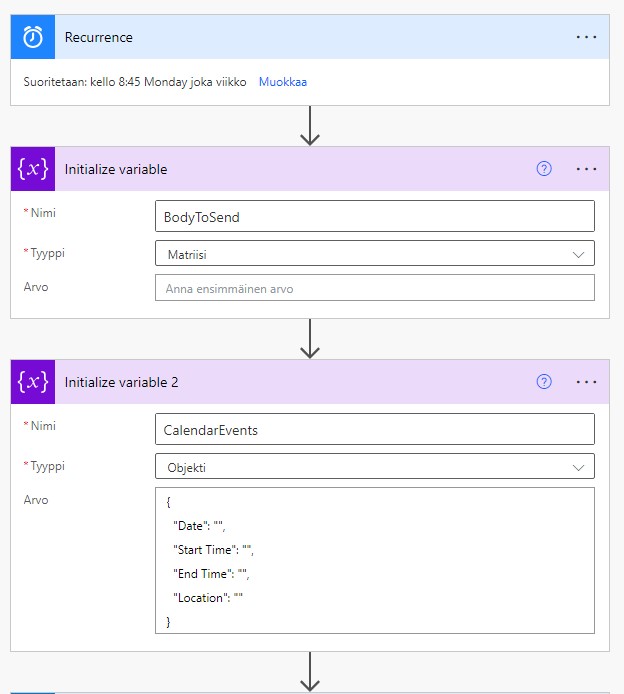 Recurrence
Suoritetaan: kello 8:45 Monday joka viikko Muokkaa
{x} Initialize variable
* Nimi BodyToSend
* Tyyppi Matriisi
Arvo Anna ensimmäinen arvo
{x} Initialize variable 2
* Nimi CalendarEvents
* Tyyppi Objekti
Arvo {
"Date": "",
"Start Time": "",
"End Time": "",
"Location": ""
}